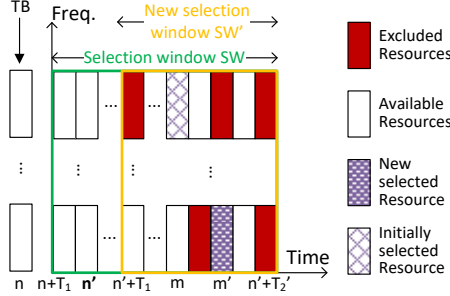 TB
Freq.
New selection
window SW'
Selection window SW
... ...
⋮ ⋮ ⋮ ⋮
... ...
Time
n n+T₁ n' n'+T₁ m m' n'+T₂'
Excluded
Resources
Available
Resources
New
selected
Resource
Initially
selected
Resource